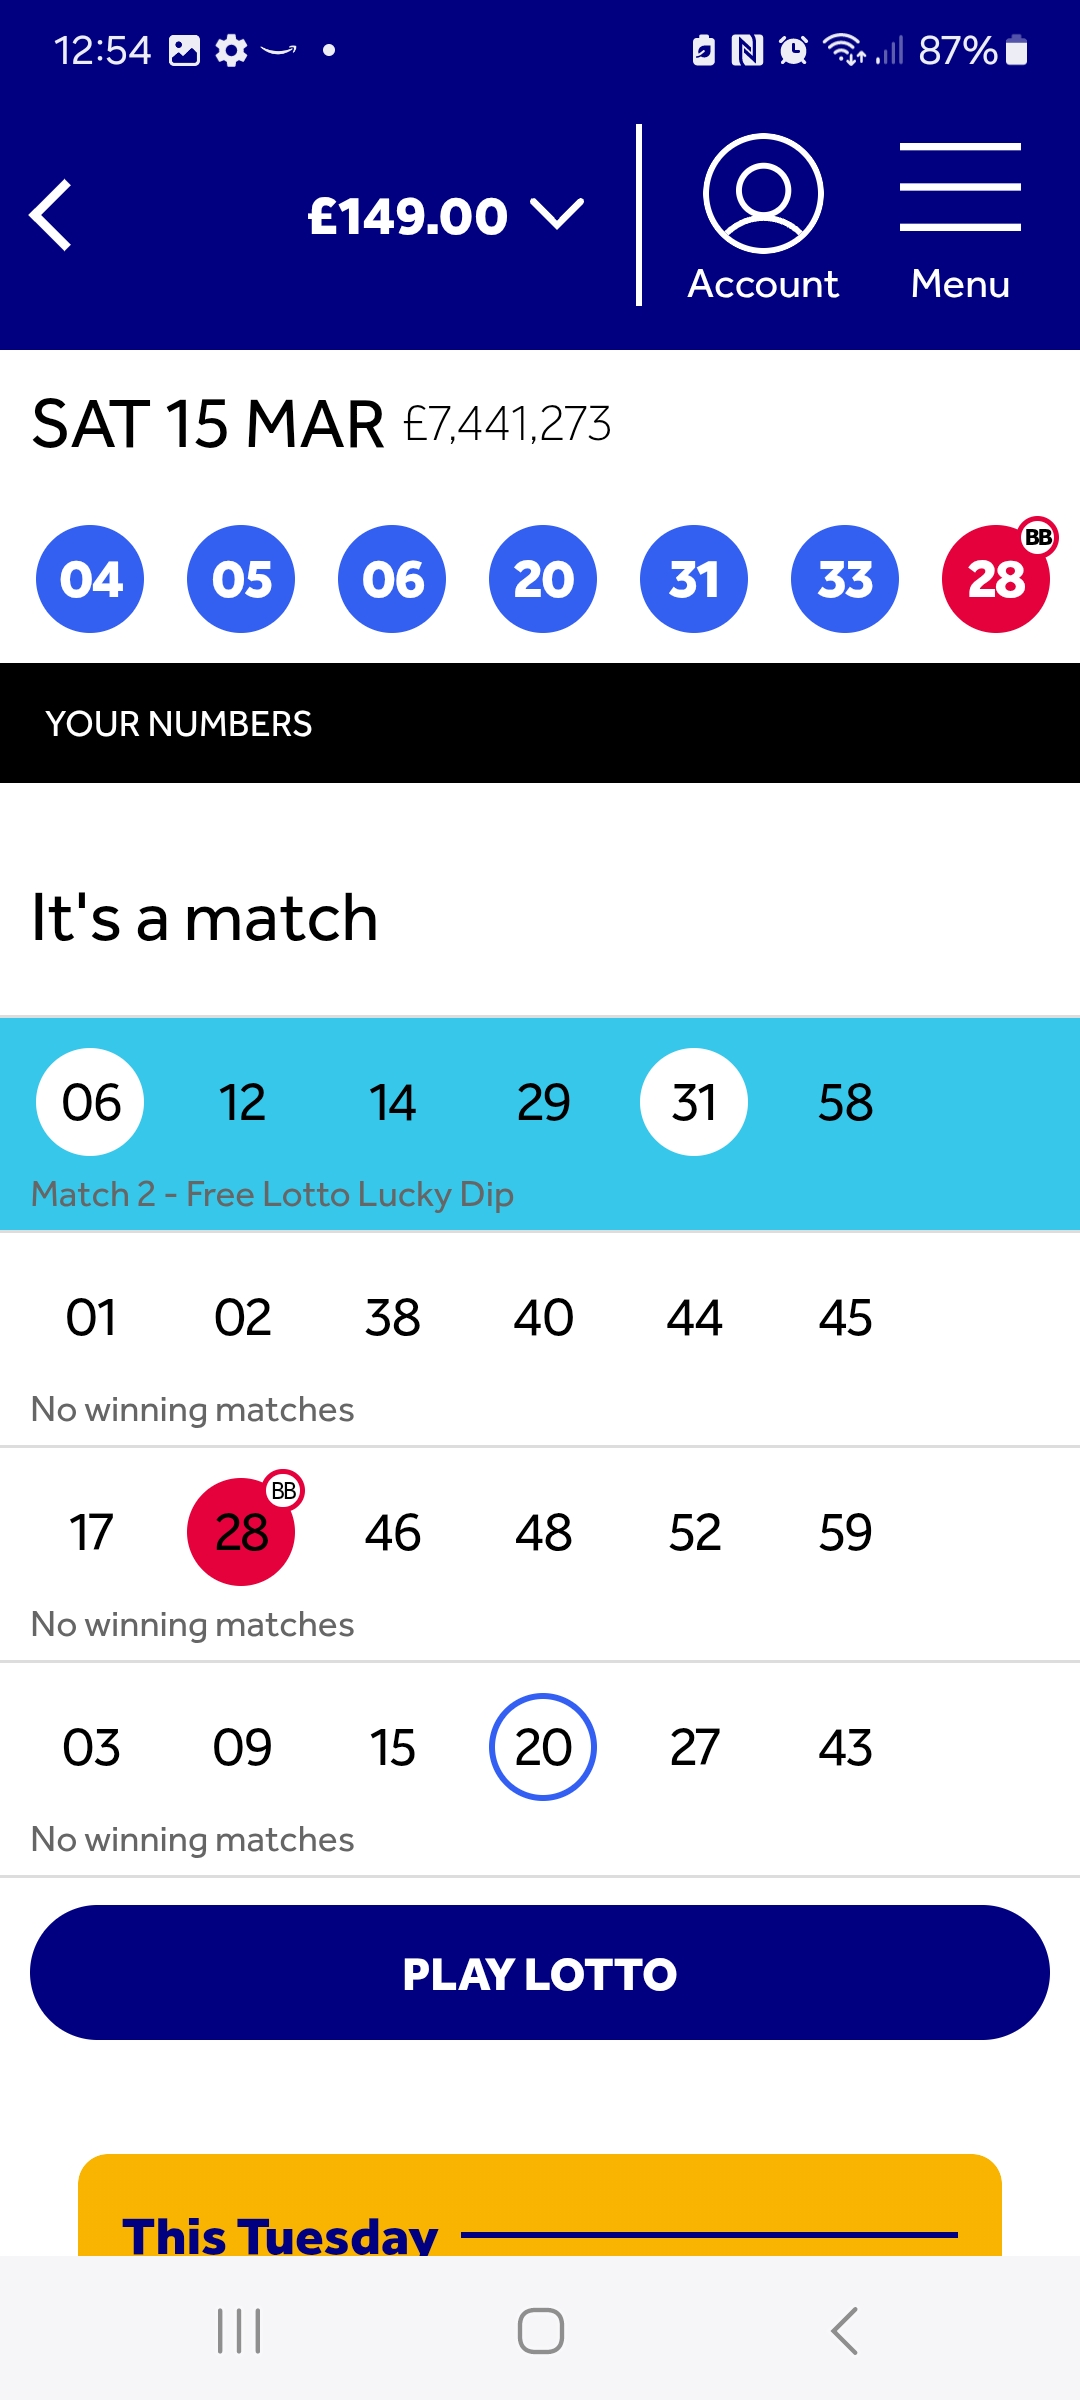 12:54 87%
£149.00
Account Menu
SAT 15 MAR £7,441,273
BB
04 05 06 20 31 33 28
YOUR NUMBERS
It's a match
06 12 14 29 31 58
Match 2 - Free Lotto Lucky Dip
01 02 38 40 44 45
No winning matches
BB
17 28 46 48 52 59
No winning matches
03 09 15 20 27 43
No winning matches
PLAY LOTTO
This Tuesday